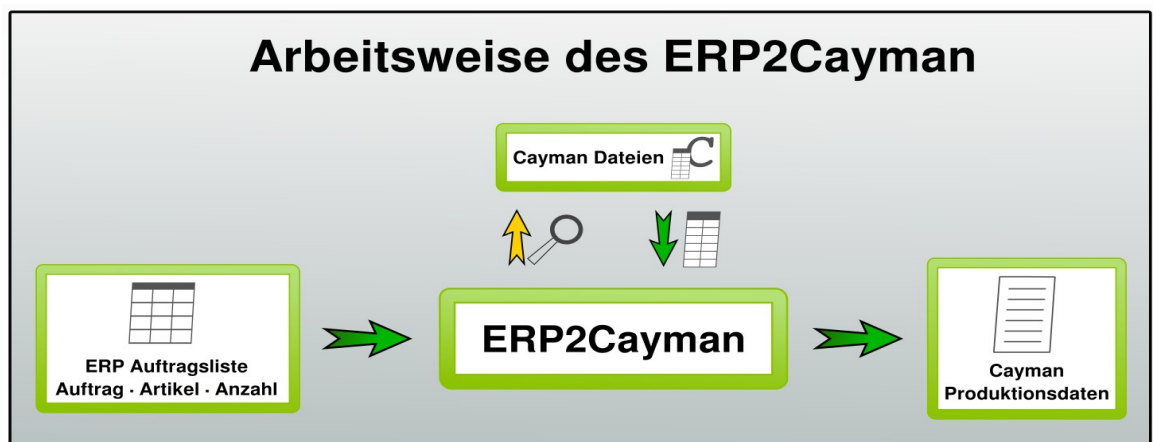 Arbeitsweise des ERP2Cayman
Cayman Dateien C
ERP2Cayman
ERP Auftragsliste
Auftrag · Artikel · Anzahl
Cayman
Produktionsdaten